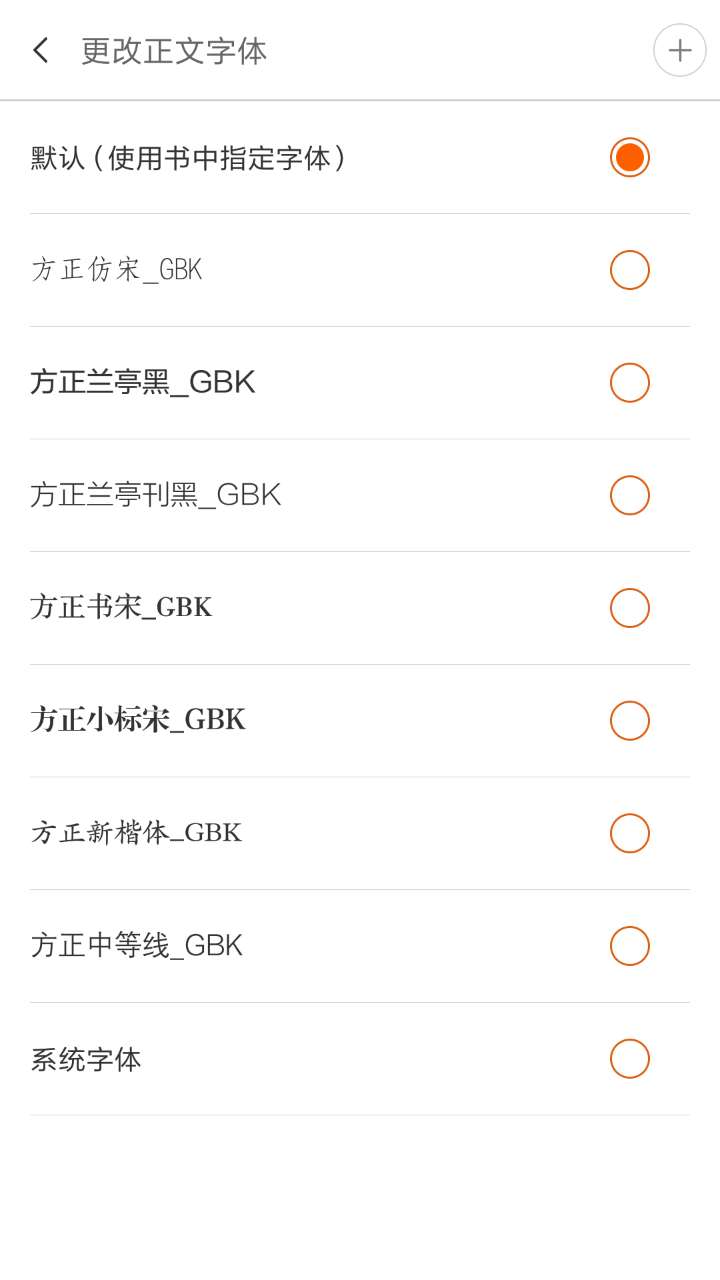 更改正文字体
默认(使用书中指定字体)
方正仿宋_GBK
方正兰亭黑_GBK
方正兰亭刊黑_GBK
方正书宋_GBK
方正小标宋_GBK
方正新楷体_GBK
方正中等线_GBK
系统字体